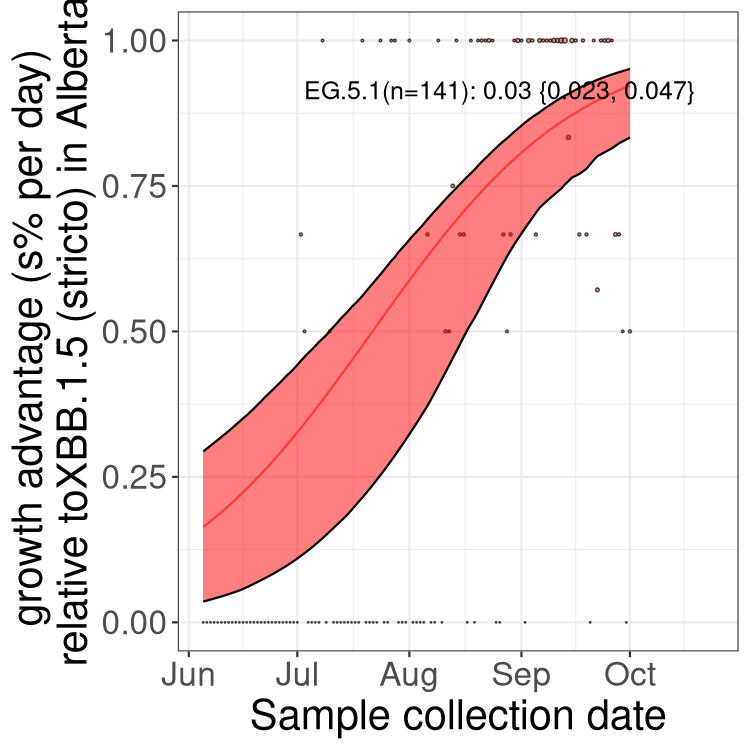 growth advantage (s% per day)
relative toXBB.1.5 (stricto) in Alberta
1.00
0.75
0.50
0.25
0.00
EG.5.1(n=141): 0.03 {0.023, 0.047}
Jun Jul Aug Sep Oct
Sample collection date